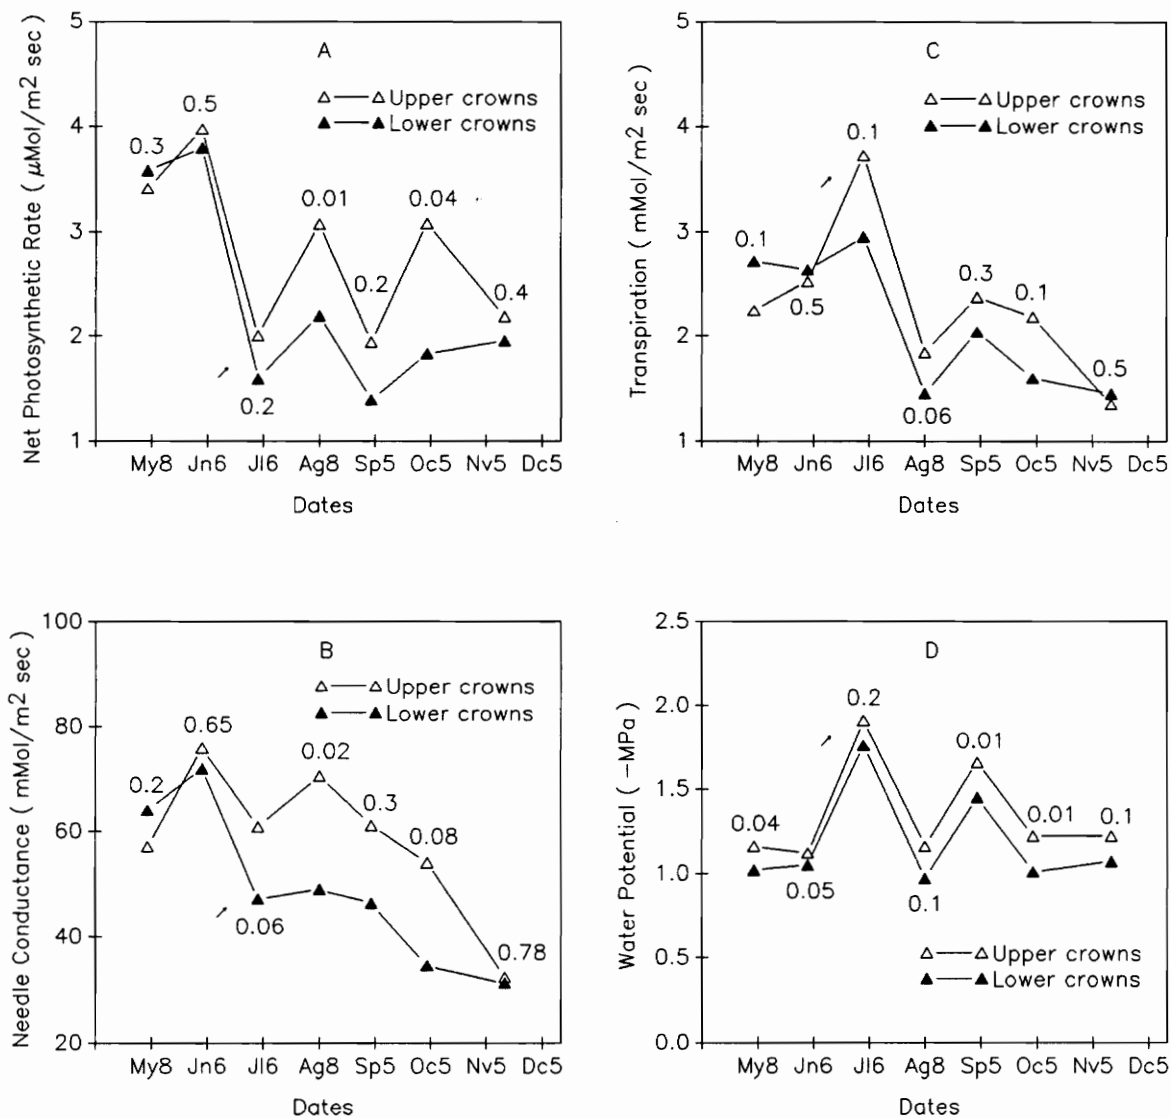 A
Net Photosynthetic Rate ( μMol/m2 sec)
5
4
3
2
1
Upper crowns
Lower crowns
0.3
0.5
0.2
0.01
0.2
0.04
0.4
My8 Jn6 Jl6 Ag8 Sp5 Oc5 Nv5 Dc5
Dates
C
Transpiration ( mMol/m2 sec )
5
4
3
2
1
Upper crowns
Lower crowns
0.1
0.5
0.1
0.06
0.3
0.1
0.5
My8 Jn6 Jl6 Ag8 Sp5 Oc5 Nv5 Dc5
Dates
B
Needle Conductance ( mMol/m2 sec)
100
80
60
40
20
Upper crowns
Lower crowns
0.2
0.65
0.06
0.02
0.3
0.08
0.78
My8 Jn6 Jl6 Ag8 Sp5 Oc5 Nv5 Dc5
Dates
D
Water Potential ( -MPa)
2.5
2.0
1.5
1.0
0.5
0.0
0.04
0.05
0.2
0.1
0.01
0.01
0.1
Upper crowns
Lower crowns
My8 Jn6 Jl6 Ag8 Sp5 Oc5 Nv5 Dc5
Dates